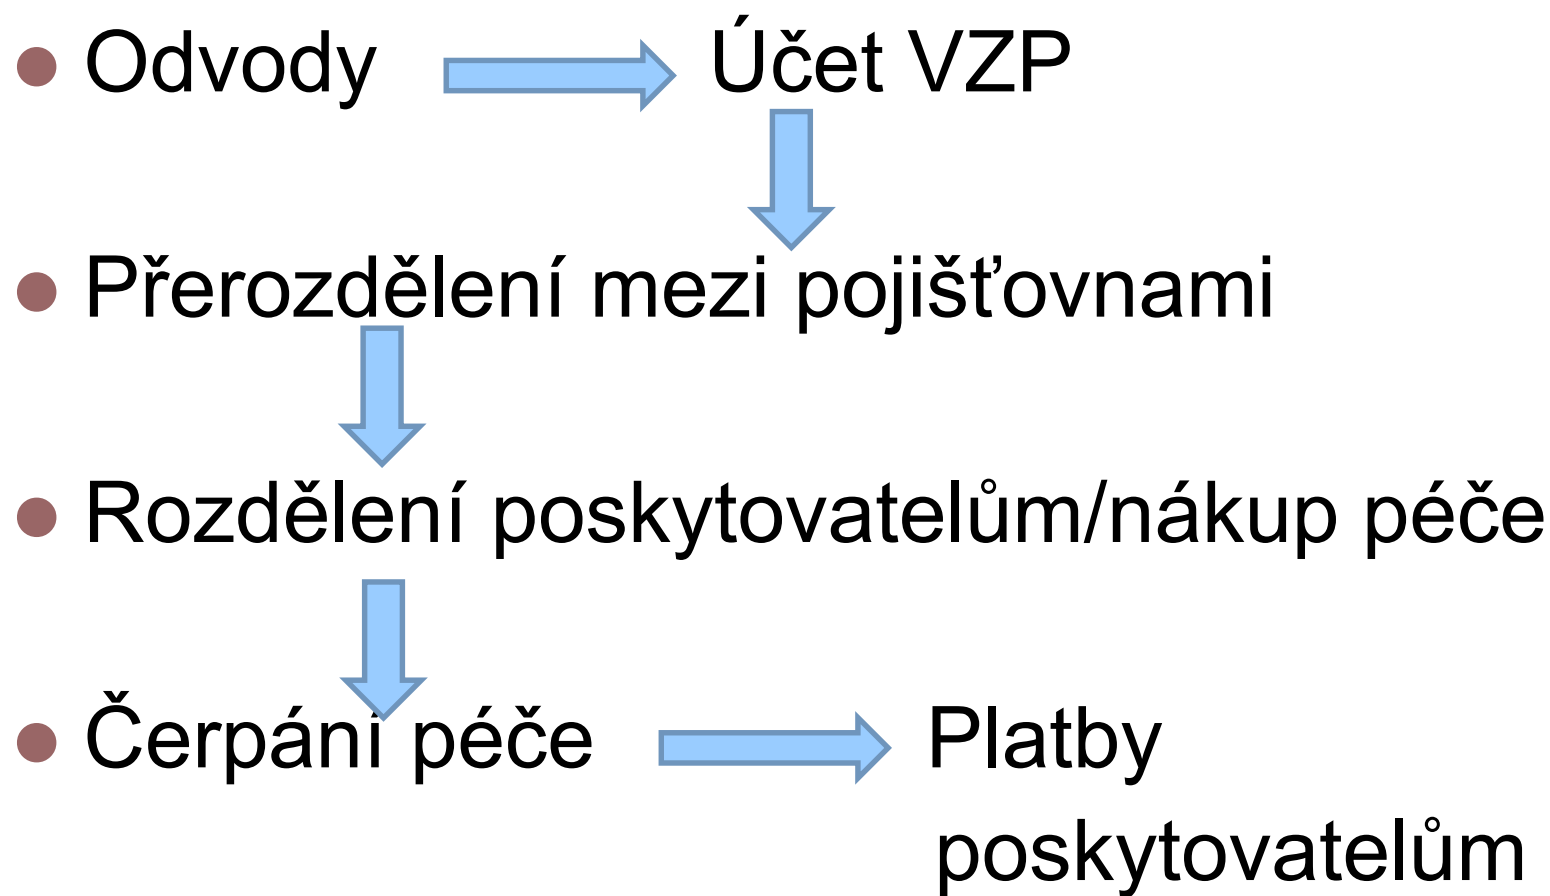 Odvody Účet VZP
Přerozdělení mezi pojišťovnami
Rozdělení poskytovatelům/nákup péče
Čerpání péče Platby
poskytovatelům